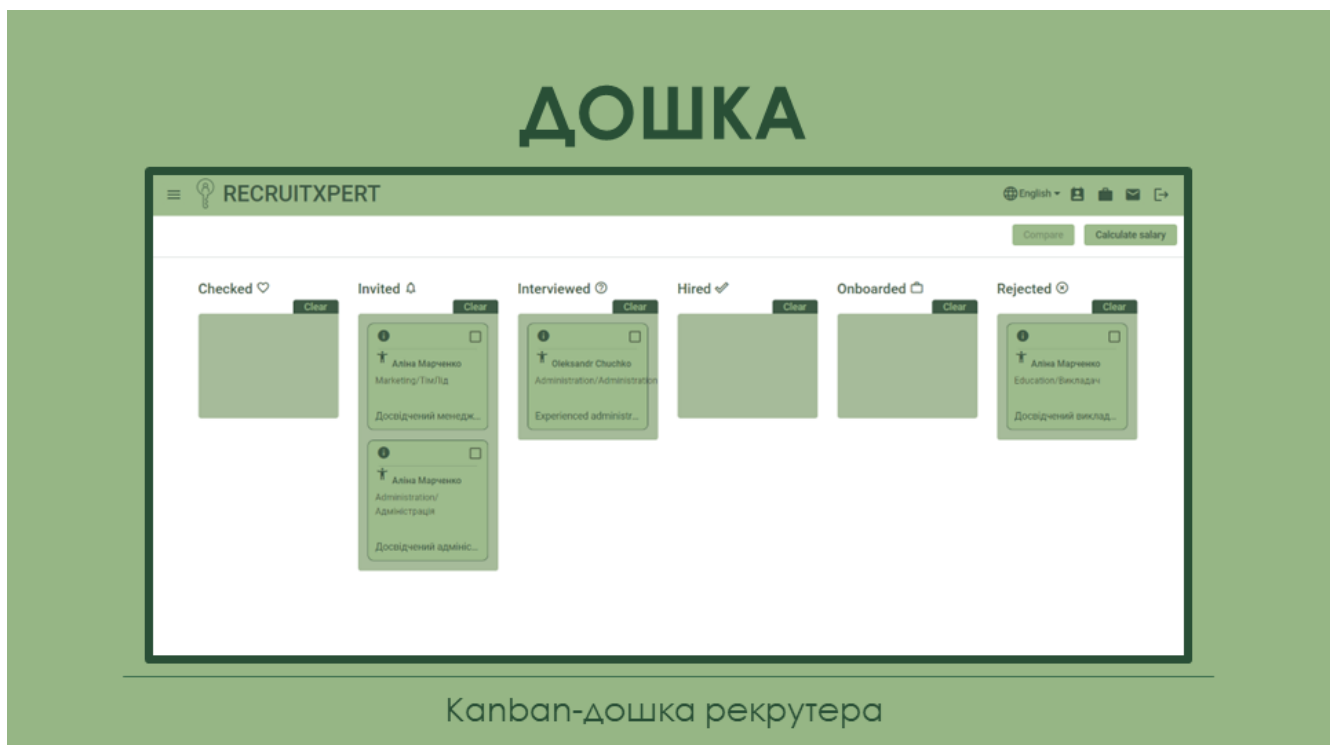 ДОШКА
RECRUITXPERT
English
Compare
Calculate salary
Checked
Invited
Interviewed
Hired
Onboarded
Rejected
Clear
Clear
Clear
Clear
Clear
Clear
Аліна Марченко
Marketing/ТімЛід
Досвідчений менедж...
Аліна Марченко
Administration/
Адміністрація
Досвідчений адмініс...
Oleksandr Chuchko
Administration/Administration
Experienced administr...
Аліна Марченко
Education/Викладач
Досвідчений виклад...
Kanban-дошка рекрутера